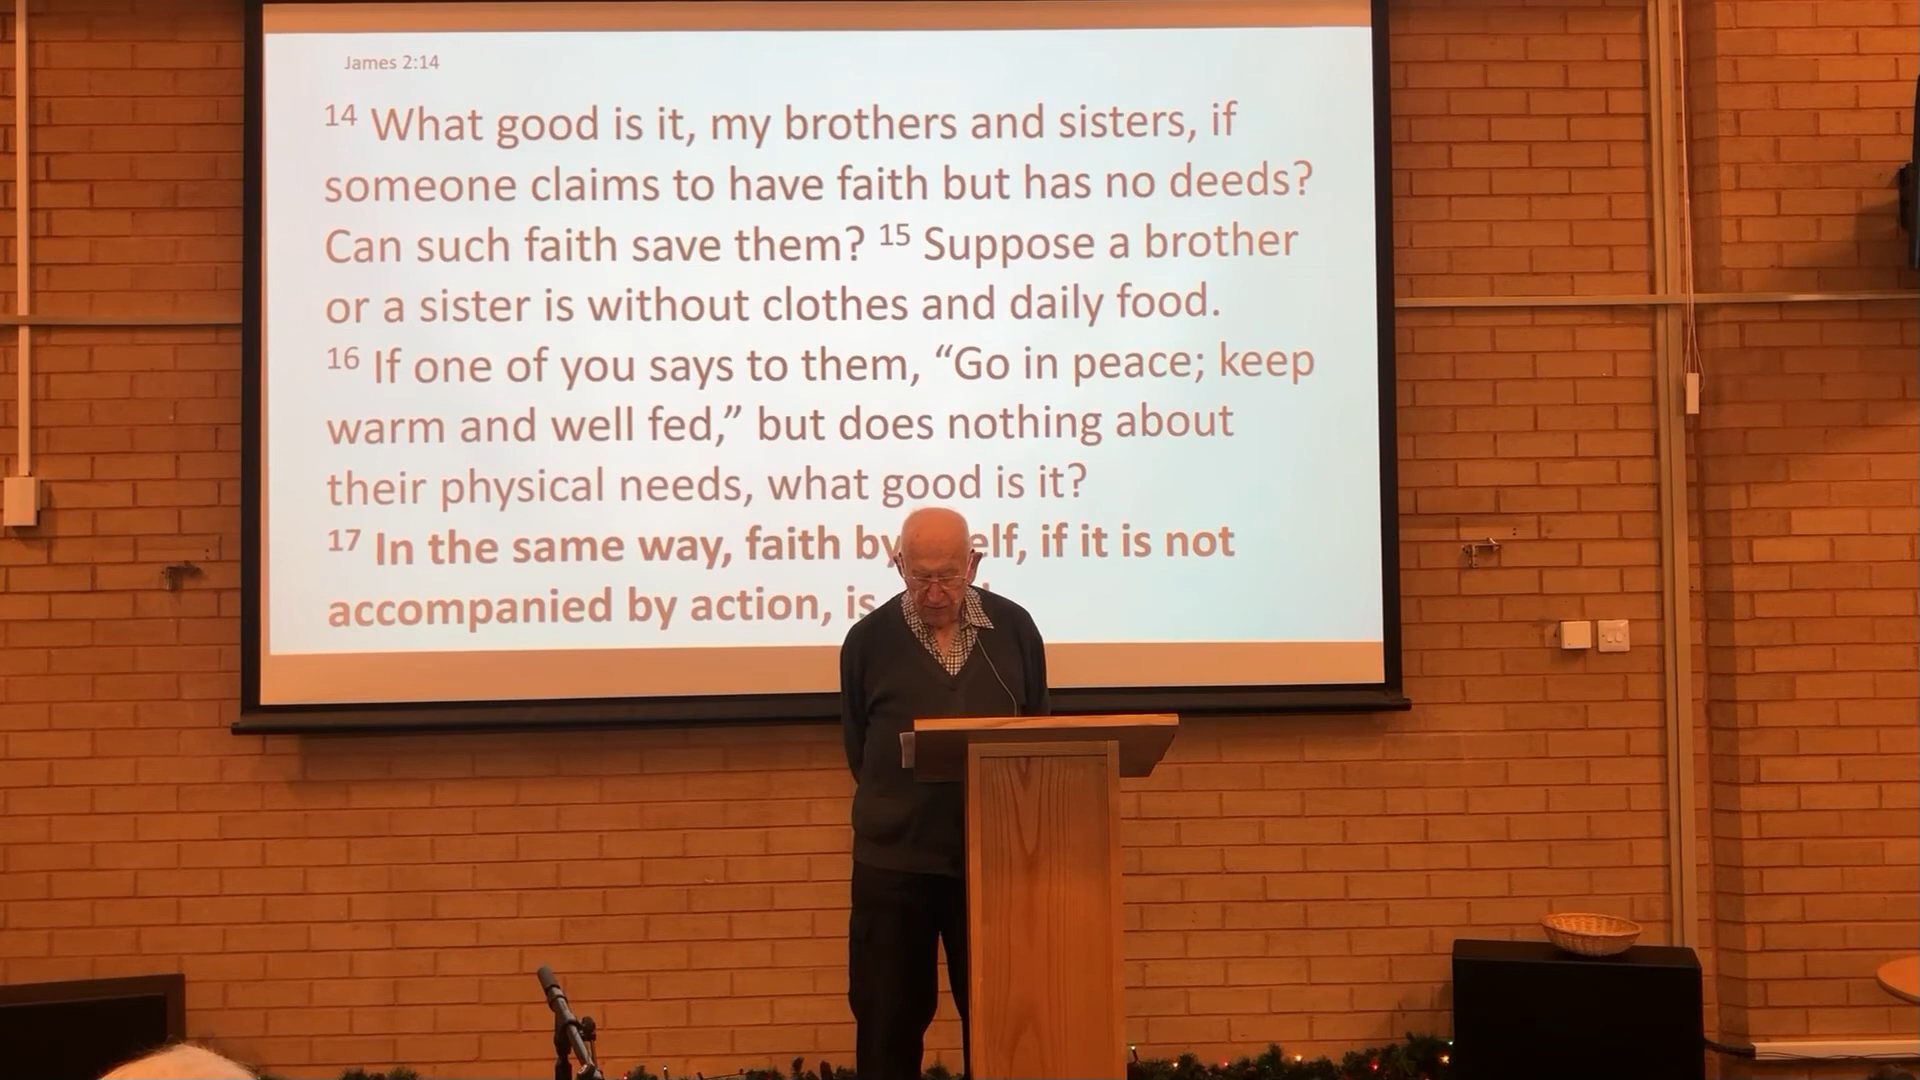 James 2:14
14 What good is it, my brothers and sisters, if
someone claims to have faith but has no deeds?
Can such faith save them? 15 Suppose a brother
or a sister is without clothes and daily food.
16 If one of you says to them, “Go in peace; keep
warm and well fed,” but does nothing about
their physical needs, what good is it?
17 In the same way, faith by elf, if it is not
accompanied by action, is